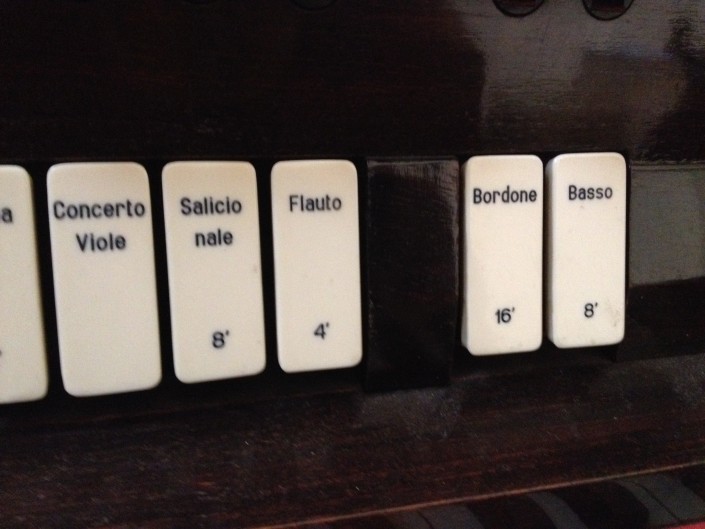 Concerto
Viole
Salicio
nale
8'
Flauto
4'
Bordone
16'
Basso
8'